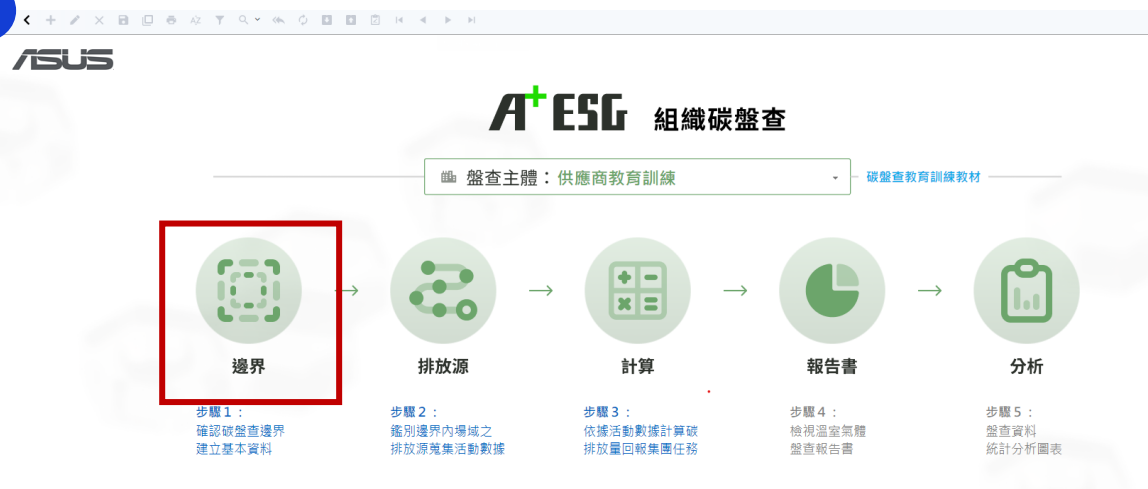 ASUS
A+ESG 組織碳盤查
盤查主體：供應商教育訓練
碳盤查教育訓練教材
邊界
排放源
計算
報告書
分析
步驟1：
確認碳盤查邊界
建立基本資料
步驟2：
鑑別邊界內場域之
排放源蒐集活動數據
步驟3：
依據活動數據計算碳
排放量回報集團任務
步驟4：
檢視溫室氣體
盤查報告書
步驟5：
盤查資料
統計分析圖表